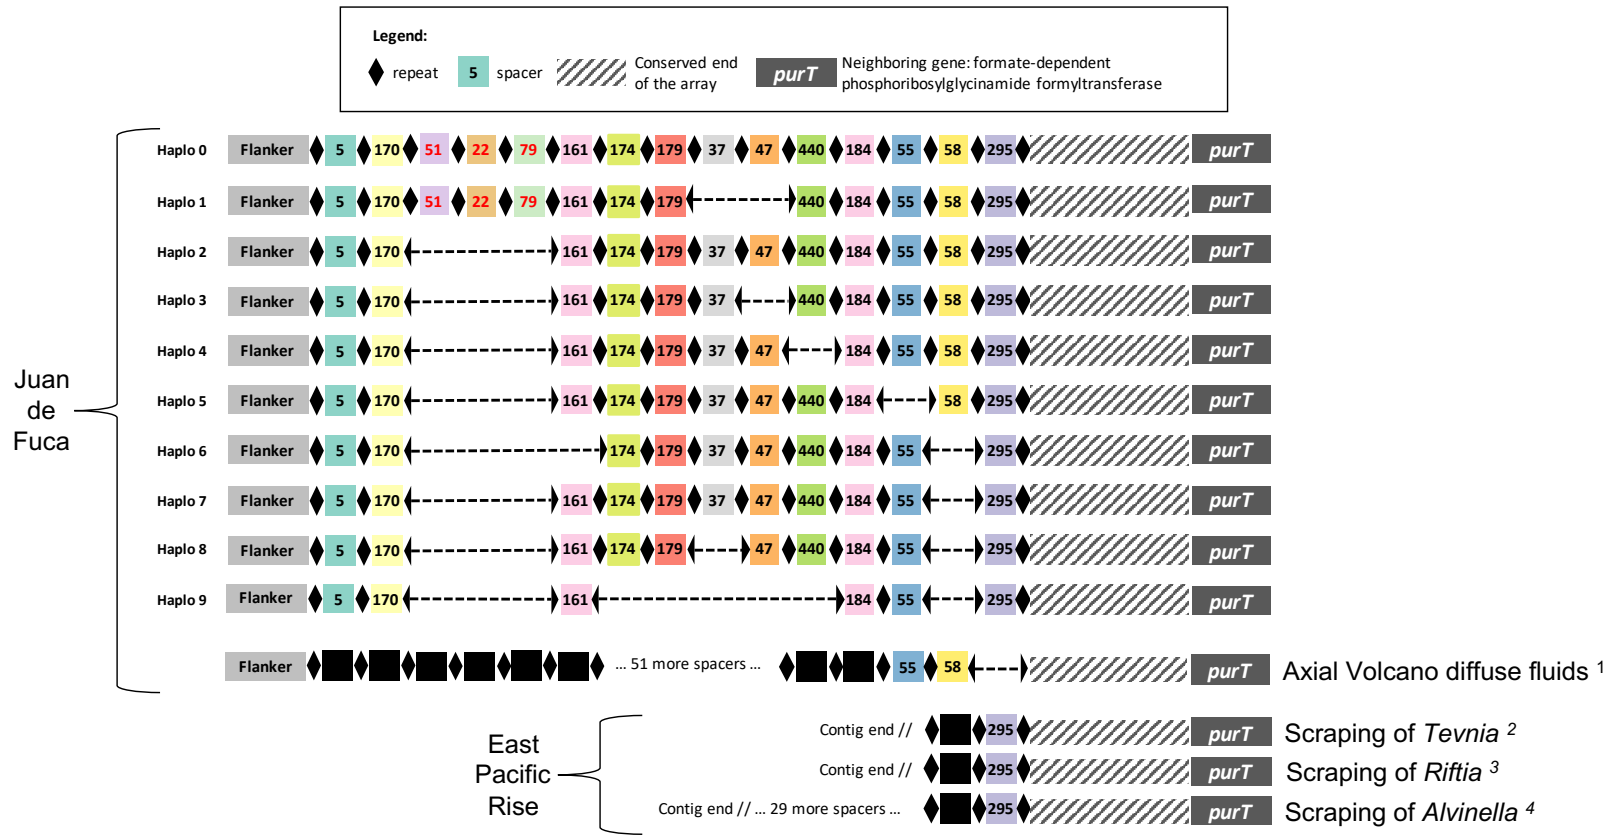 Legend:
repeat 5 spacer Conserved end of the array purT Neighboring gene: formate-dependent phosphoribosylglycinamide formyltransferase
Juan de Fuca
Haplo 0 Flanker 5 170 51 22 79 161 174 179 37 47 440 184 55 58 295 purT
Haplo 1 Flanker 5 170 51 22 79 161 174 179 440 184 55 58 295 purT
Haplo 2 Flanker 5 170 161 174 179 37 47 440 184 55 58 295 purT
Haplo 3 Flanker 5 170 161 174 179 37 440 184 55 58 295 purT
Haplo 4 Flanker 5 170 161 174 179 37 47 184 55 58 295 purT
Haplo 5 Flanker 5 170 161 174 179 37 47 440 184 58 295 purT
Haplo 6 Flanker 5 170 174 179 37 47 440 184 55 295 purT
Haplo 7 Flanker 5 170 161 174 179 37 47 440 184 55 295 purT
Haplo 8 Flanker 5 170 161 174 179 47 440 184 55 295 purT
Haplo 9 Flanker 5 170 161 184 55 295 purT
Flanker ... 51 more spacers ... 55 58 purT Axial Volcano diffuse fluids 1
East Pacific Rise
Contig end // 295 purT Scraping of Tevnia 2
Contig end // 295 purT Scraping of Riftia 3
Contig end // ... 29 more spacers ... 295 purT Scraping of Alvinella 4